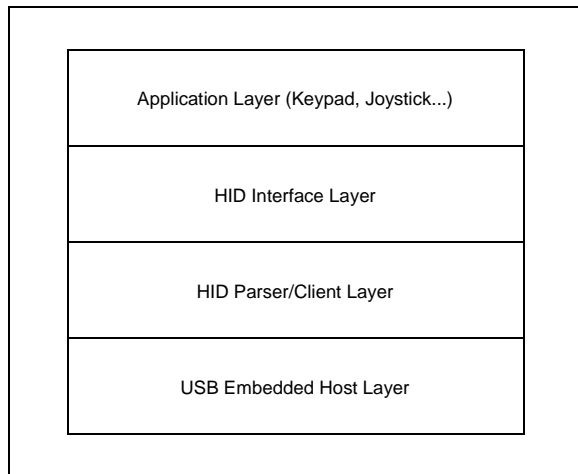 Application Layer (Keypad, Joystick...)
HID Interface Layer
HID Parser/Client Layer
USB Embedded Host Layer